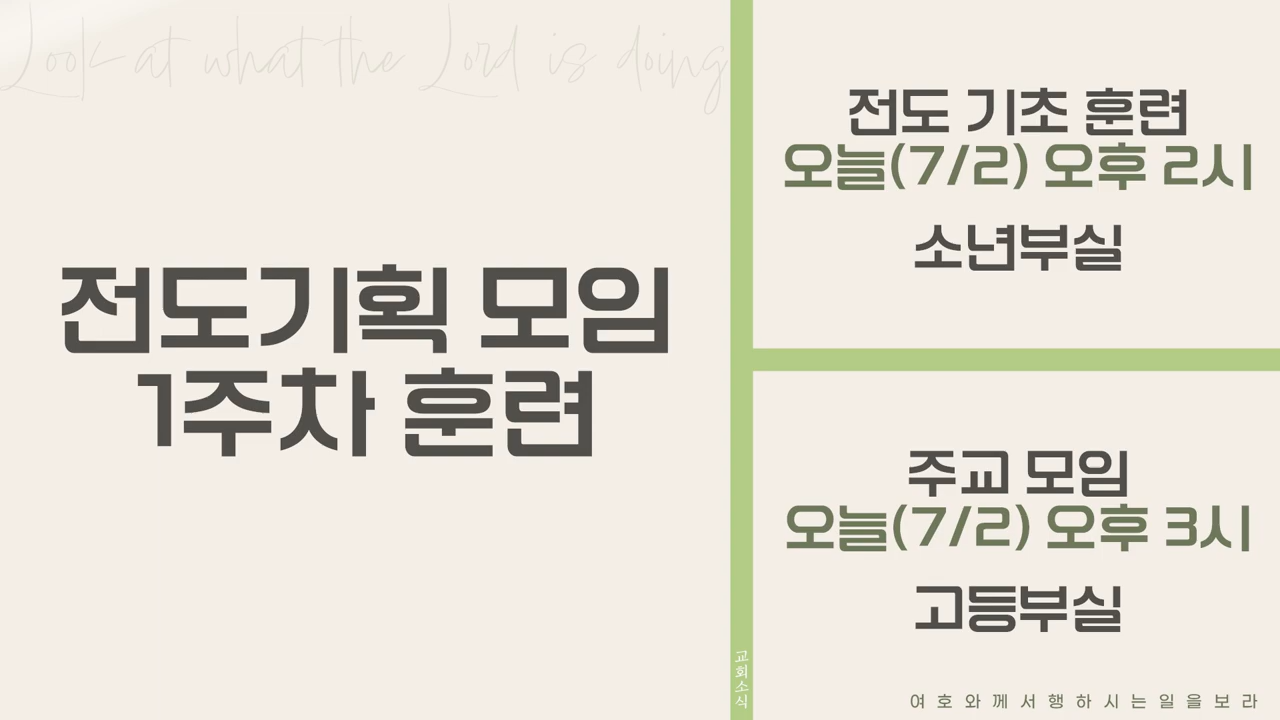 Look at what the Lord is doing
전도기획 모임
1주차 훈련
전도 기초 훈련
오늘(7/2) 오후 2시
소년부실
주교 모임
오늘(7/2) 오후 3시
고등부실
교회소식
여호와께서행하시는일을보라